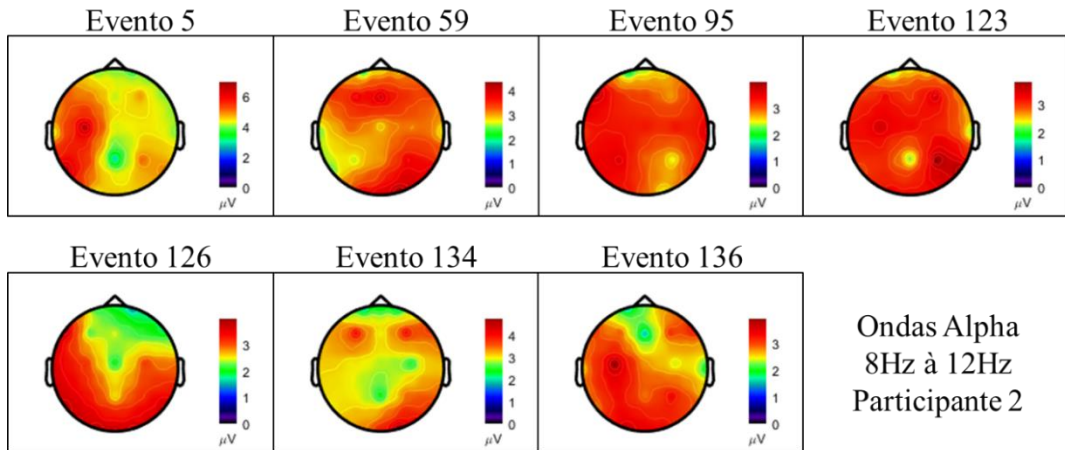 Evento 5
Evento 59
Evento 95
Evento 123
6
4
2
0
μV
4
3
2
1
0
μV
3
2
1
0
μV
3
2
1
0
μV
Evento 126
Evento 134
Evento 136
3
2
1
0
μV
4
3
2
1
0
μV
3
2
1
0
μV
Ondas Alpha
8Hz à 12Hz
Participante 2